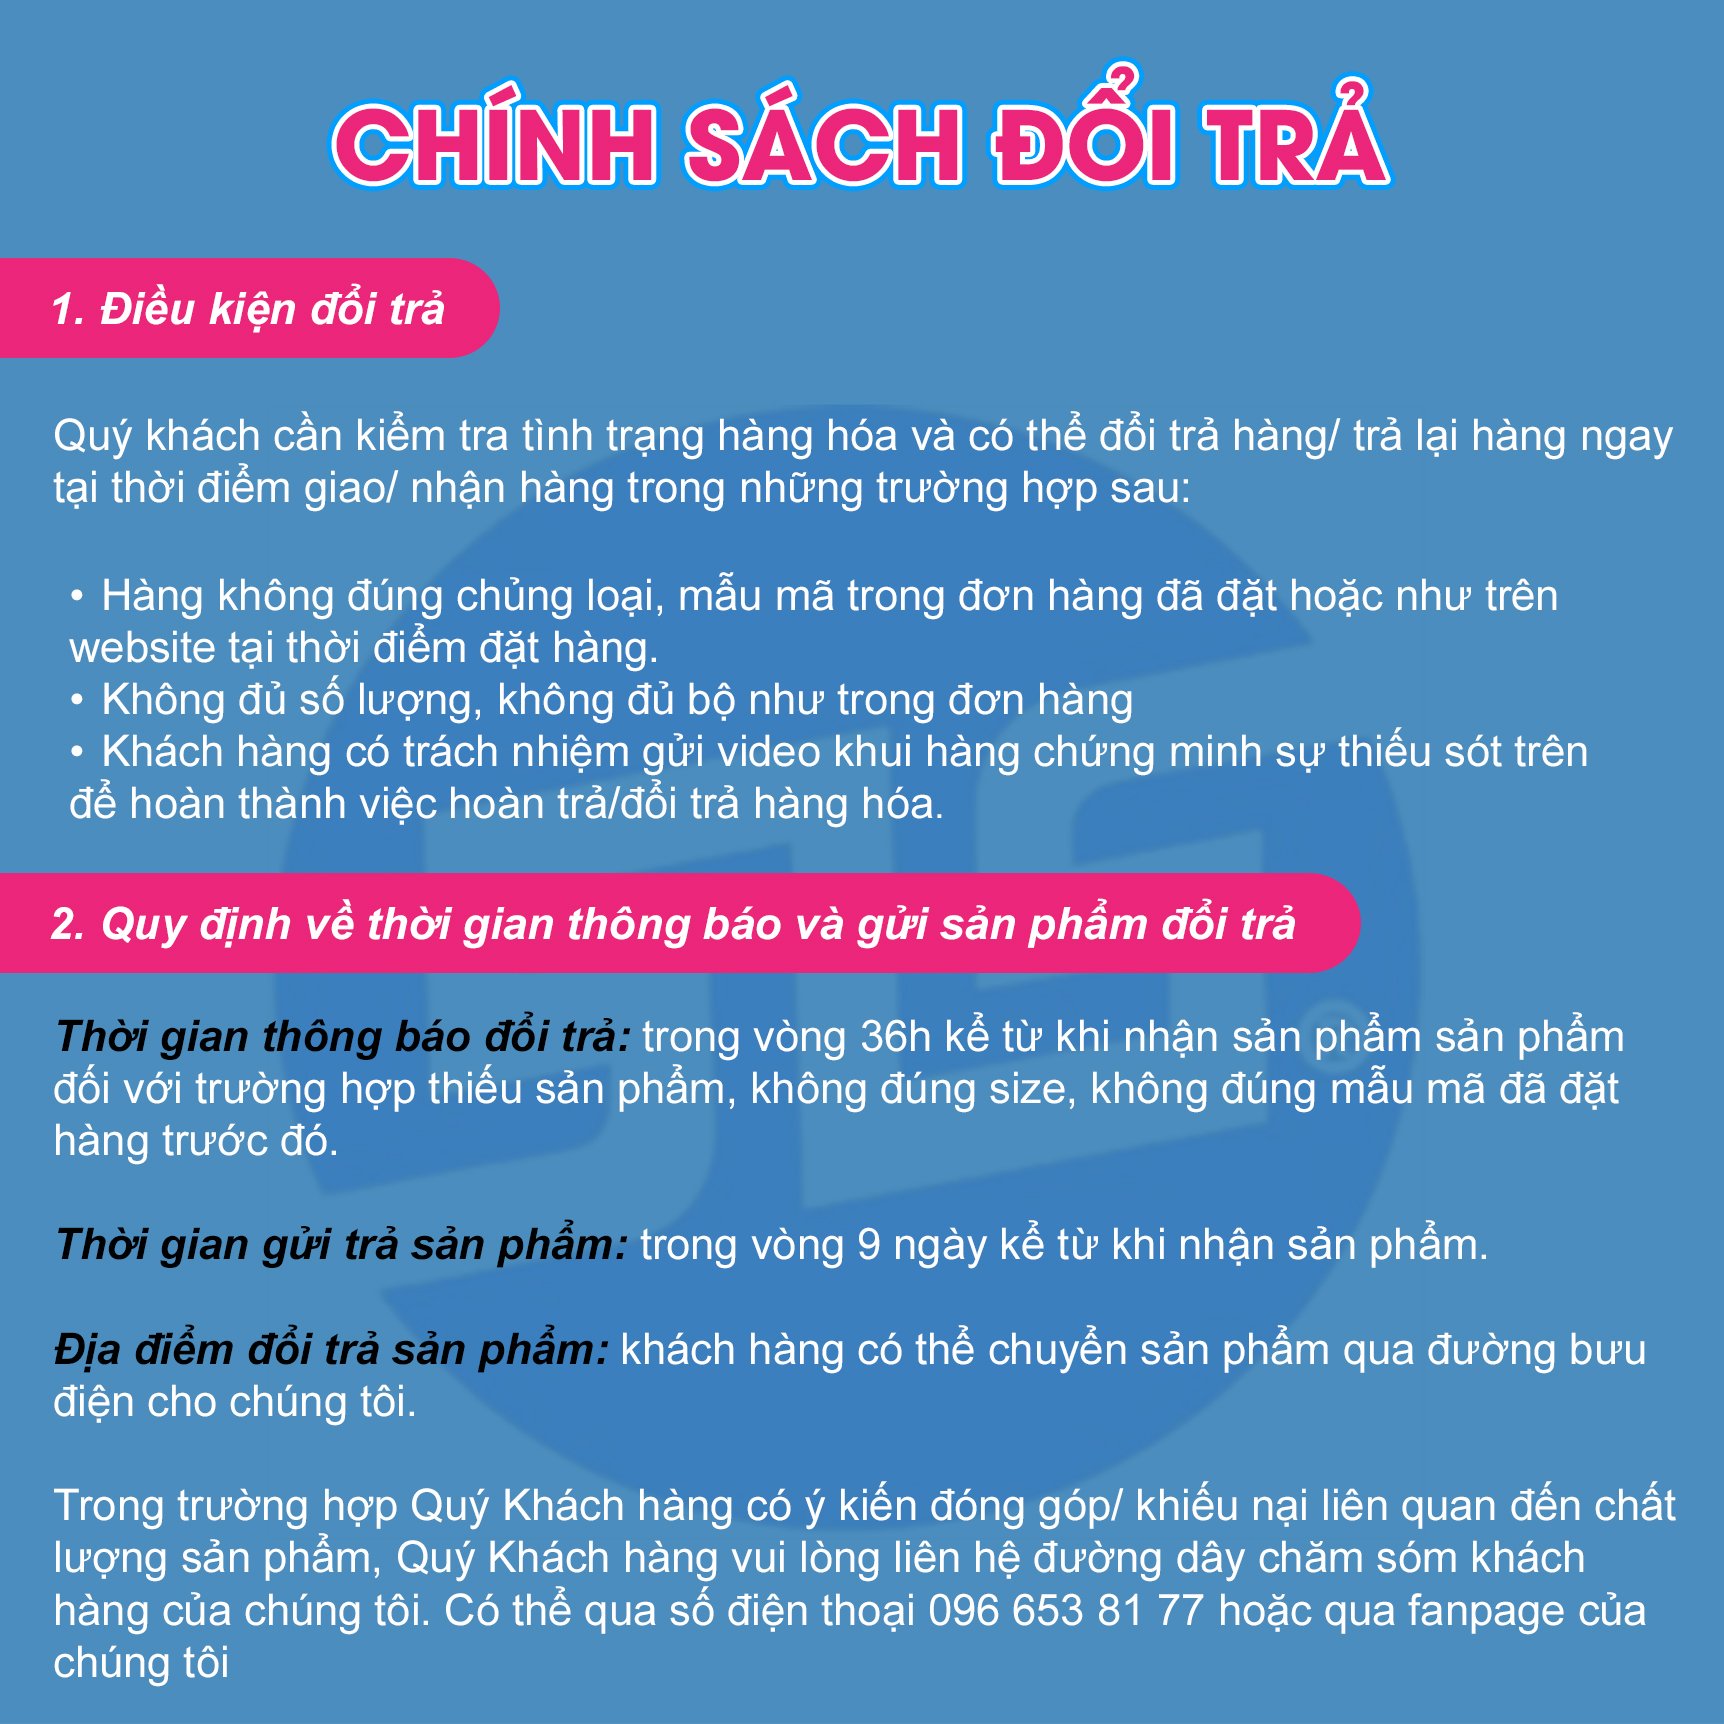 CHÍNH SÁCH ĐỔI TRẢ
1. Điều kiện đổi trả
Quý khách cần kiểm tra tình trạng hàng hóa và có thể đổi trả hàng/ trả lại hàng ngay
tại thời điểm giao/ nhận hàng trong những trường hợp sau:
• Hàng không đúng chủng loại, mẫu mã trong đơn hàng đã đặt hoặc như trên
website tại thời điểm đặt hàng.
• Không đủ số lượng, không đủ bộ như trong đơn hàng
• Khách hàng có trách nhiệm gửi video khui hàng chứng minh sự thiếu sót trên
để hoàn thành việc hoàn trả/đổi trả hàng hóa.
2. Quy định về thời gian thông báo và gửi sản phẩm đổi trả
Thời gian thông báo đổi trả: trong vòng 36h kể từ khi nhận sản phẩm sản phẩm
đối với trường hợp thiếu sản phẩm, không đúng size, không đúng mẫu mã đã đặt
hàng trước đó.
Thời gian gửi trả sản phẩm: trong vòng 9 ngày kể từ khi nhận sản phẩm.
Địa điểm đổi trả sản phẩm: khách hàng có thể chuyển sản phẩm qua đường bưu
điện cho chúng tôi.
Trong trường hợp Quý Khách hàng có ý kiến đóng góp/ khiếu nại liên quan đến chất
lượng sản phẩm, Quý Khách hàng vui lòng liên hệ đường dây chăm sóm khách
hàng của chúng tôi. Có thể qua số điện thoại 096 653 81 77 hoặc qua fanpage của
chúng tôi